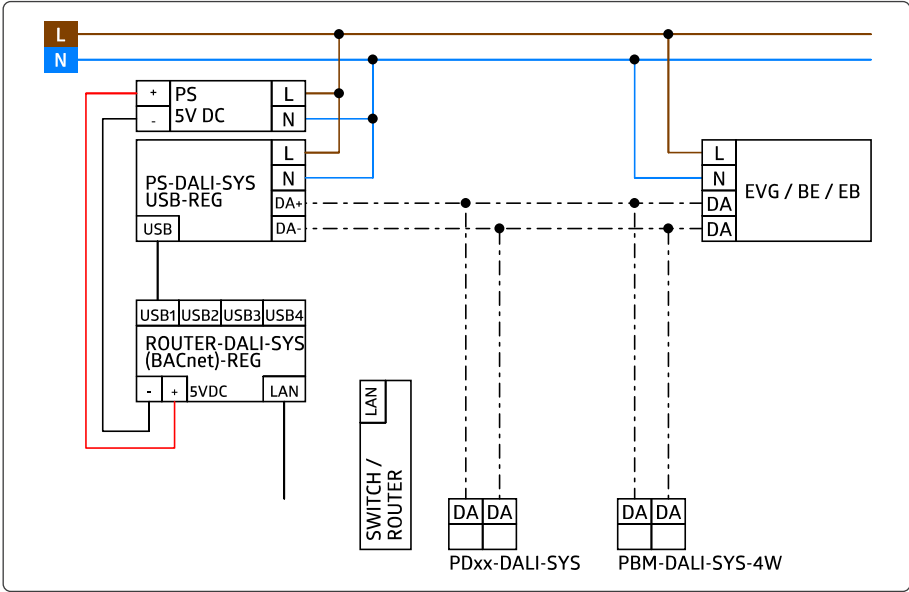 L
N
+ PS L
- 5V DC N
L
PS-DALI-SYS N
USB-REG DA+
USB DA-
L
N EVG / BE / EB
DA
DA
USB1 USB2 USB3 USB4
ROUTER-DALI-SYS
(BACnet)-REG
- + 5VDC LAN
LAN
SWITCH /
ROUTER
DA DA
PDxx-DALI-SYS
DA DA
PBM-DALI-SYS-4W